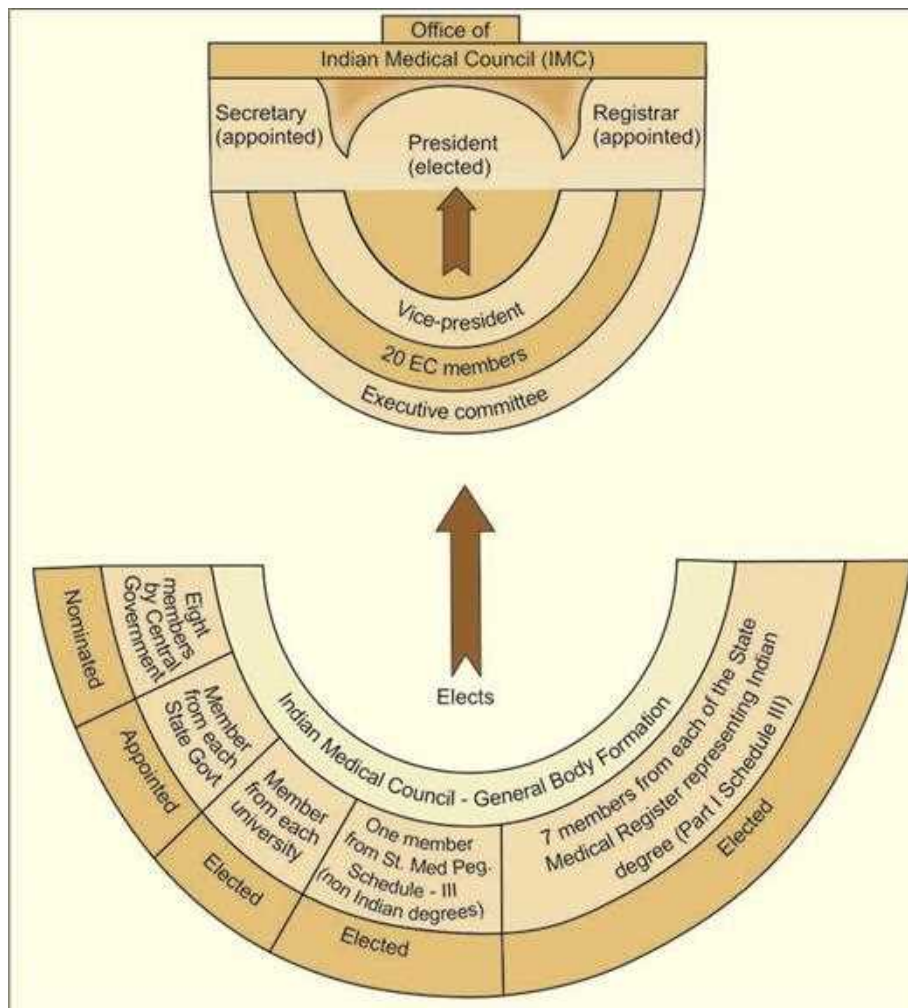 Office of
Indian Medical Council (IMC)
Secretary
(appointed)
Registrar
(appointed)
President
(elected)
Vice-president
20 EC members
Executive committee
Elects
Indian Medical Council - General Body Formation
Eight
members
by Central
Government
Nominated
Member
from each
State Govt
Appointed
Member
from each
university
Elected
One member
from St. Med Peg.
Schedule - III
(non Indian degrees)
Elected
7 members from each of the State
Medical Register representing Indian
degree (Part I Schedule III)
Elected